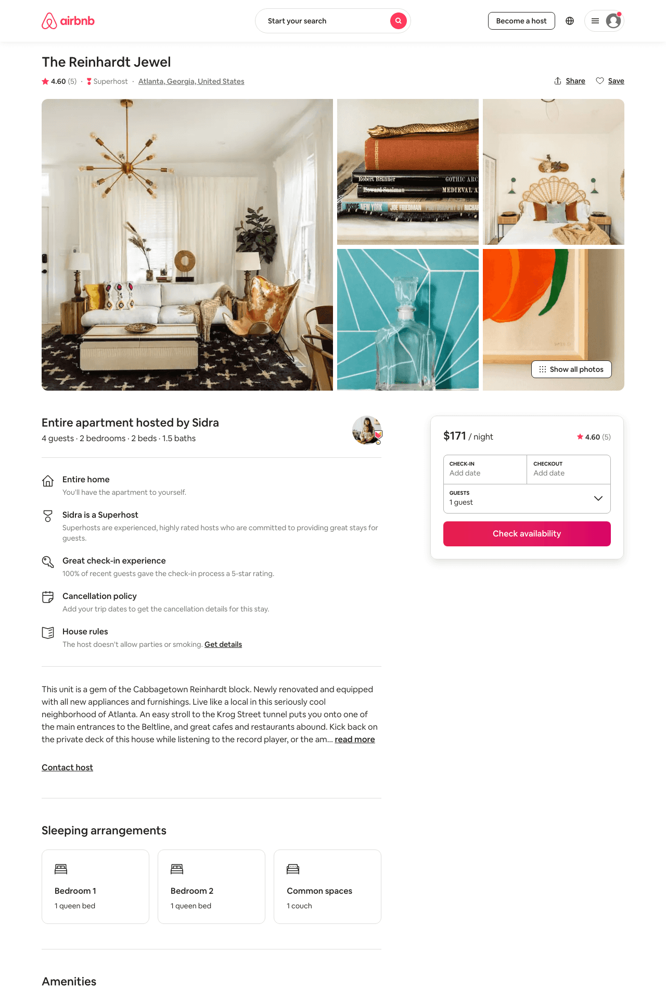 airbnb
Start your search
Become a host
The Reinhardt Jewel
4.60 (5) · Superhost · Atlanta, Georgia, United States
Share
Save
Robert Branner GOTHIC ARC
Howard Saalman MEDIEVAL A
INSIDE NEW YORK JOE FRIEDMAN PHOTOGRAPHY BY RICHAR
Show all photos
Entire apartment hosted by Sidra
4 guests · 2 bedrooms · 2 beds · 1.5 baths
Entire home
You’ll have the apartment to yourself.
Sidra is a Superhost
Superhosts are experienced, highly rated hosts who are committed to providing great stays for
guests.
Great check-in experience
100% of recent guests gave the check-in process a 5-star rating.
Cancellation policy
Add your trip dates to get the cancellation details for this stay.
House rules
The host doesn’t allow parties or smoking. Get details
This unit is a gem of the Cabbagetown Reinhardt block. Newly renovated and equipped
with all new appliances and furnishings. Live like a local in this seriously cool
neighborhood of Atlanta. An easy stroll to the Krog Street tunnel puts you onto one of
the main entrances to the Beltline, and great cafes and restaurants abound. Kick back on
the private deck of this house while listening to the record player, or the am... read more
Contact host
Sleeping arrangements
Bedroom 1
1 queen bed
Bedroom 2
1 queen bed
Common spaces
1 couch
Amenities
$171 / night
4.60 (5)
CHECK-IN
Add date
CHECKOUT
Add date
GUESTS
1 guest
Check availability